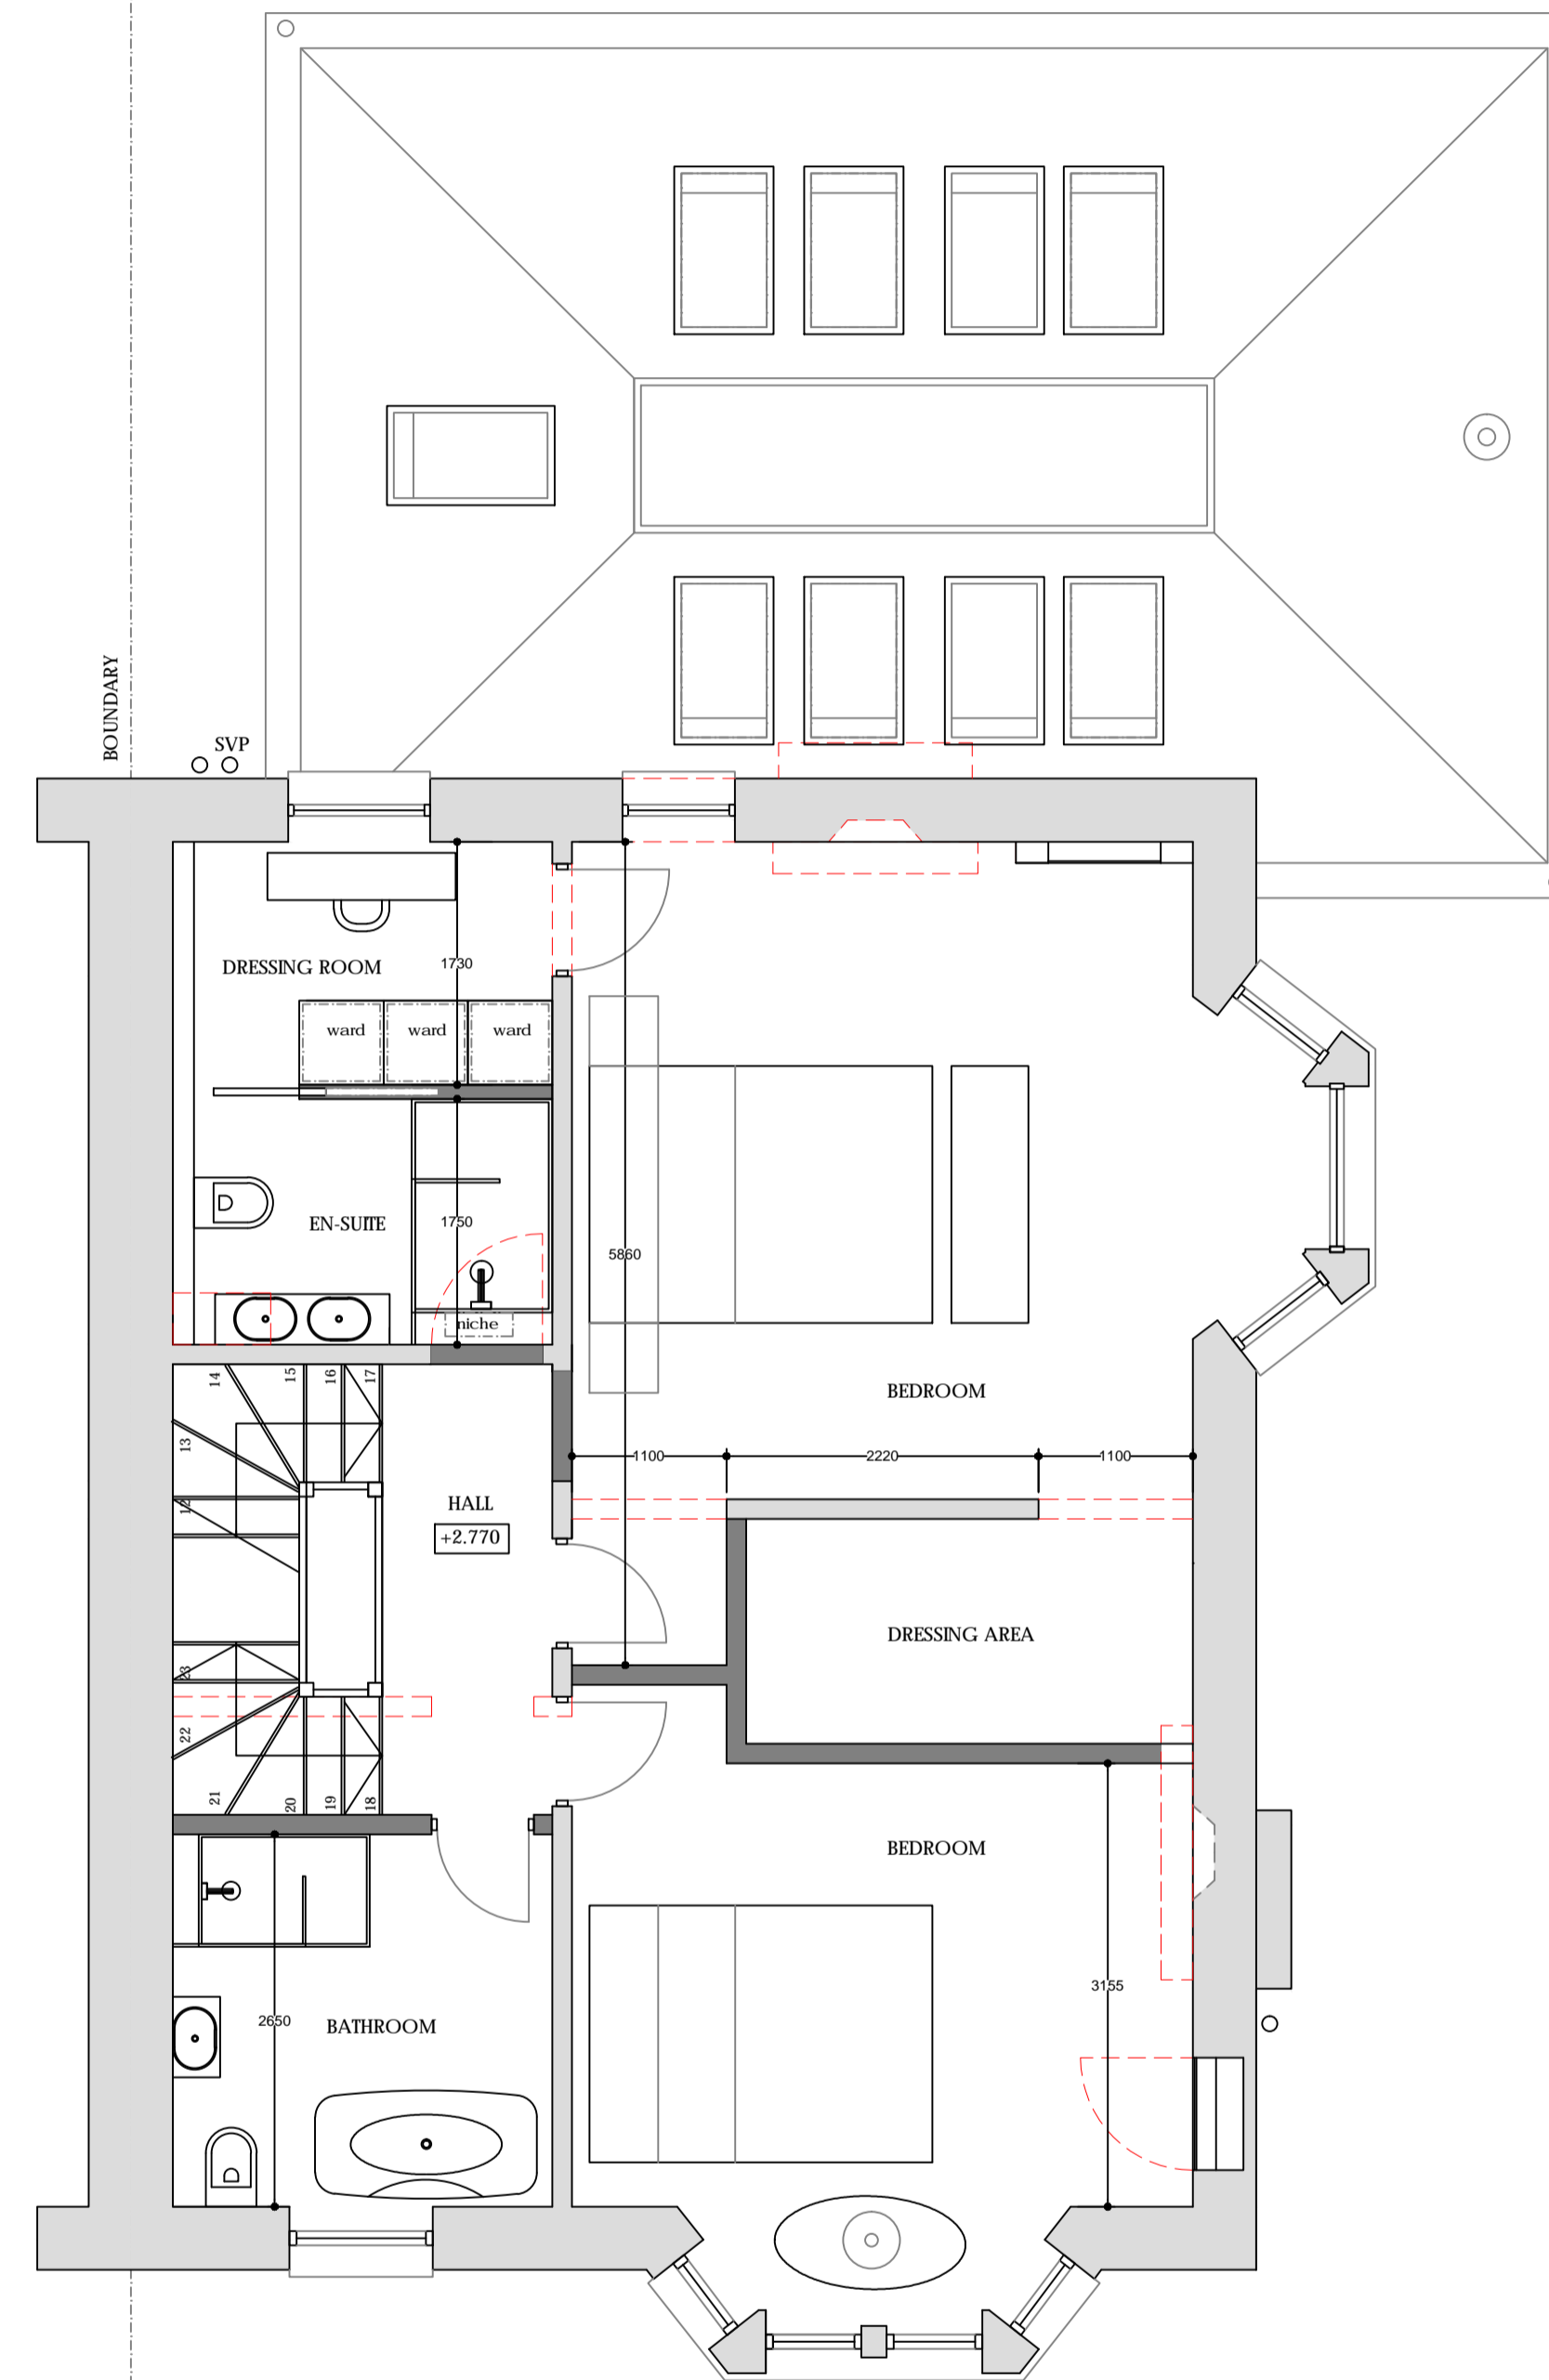 BOUNDARY
SVP
DRESSING ROOM
1730
ward ward ward
EN-SUITE
1750
5860
niche
14
15
16
17
BEDROOM
13
1100
2220
1100
12
HALL
+2.770
DRESSING AREA
23
22
21
20
19
18
BEDROOM
3155
2650
BATHROOM